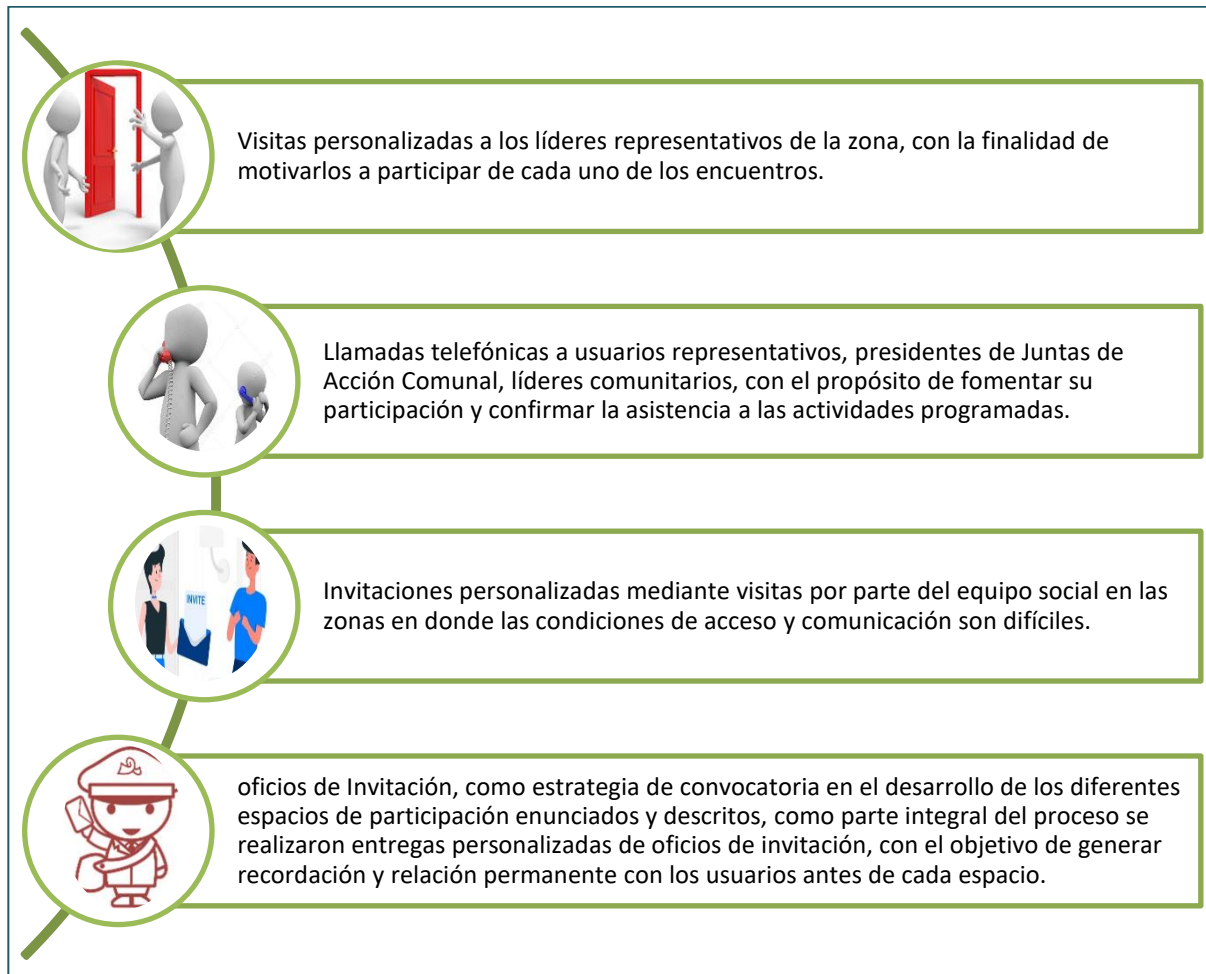 Visitas personalizadas a los líderes representativos de la zona, con la finalidad de
motivarlos a participar de cada uno de los encuentros.
Llamadas telefónicas a usuarios representativos, presidentes de Juntas de
Acción Comunal, líderes comunitarios, con el propósito de fomentar su
participación y confirmar la asistencia a las actividades programadas.
INVITE
Invitaciones personalizadas mediante visitas por parte del equipo social en las
zonas en donde las condiciones de acceso y comunicación son difíciles.
oficios de Invitación, como estrategia de convocatoria en el desarrollo de los diferentes
espacios de participación enunciados y descritos, como parte integral del proceso se
realizaron entregas personalizadas de oficios de invitación, con el objetivo de generar
recordación y relación permanente con los usuarios antes de cada espacio.